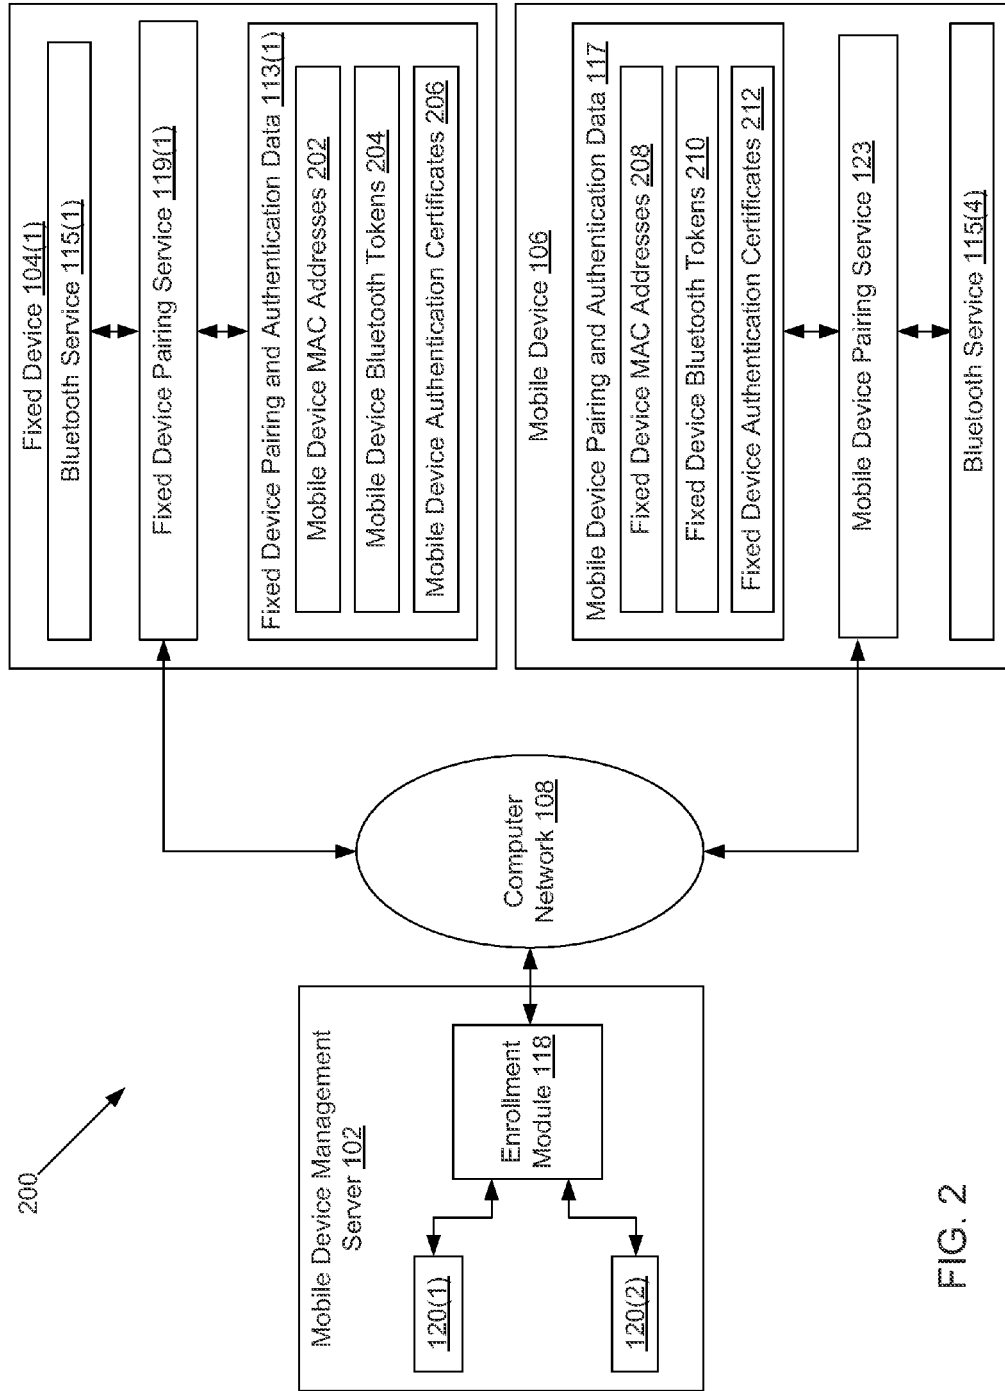 200
Mobile Device Management
Server 102
120(1)
120(2)
Enrollment
Module 118
Computer
Network 108
Fixed Device 104(1)
Bluetooth Service 115(1)
Fixed Device Pairing Service 119(1)
Fixed Device Pairing and Authentication Data 113(1)
Mobile Device MAC Addresses 202
Mobile Device Bluetooth Tokens 204
Mobile Device Authentication Certificates 206
Mobile Device 106
Mobile Device Pairing and Authentication Data 117
Fixed Device MAC Addresses 208
Fixed Device Bluetooth Tokens 210
Fixed Device Authentication Certificates 212
Mobile Device Pairing Service 123
Bluetooth Service 115(4)
FIG. 2